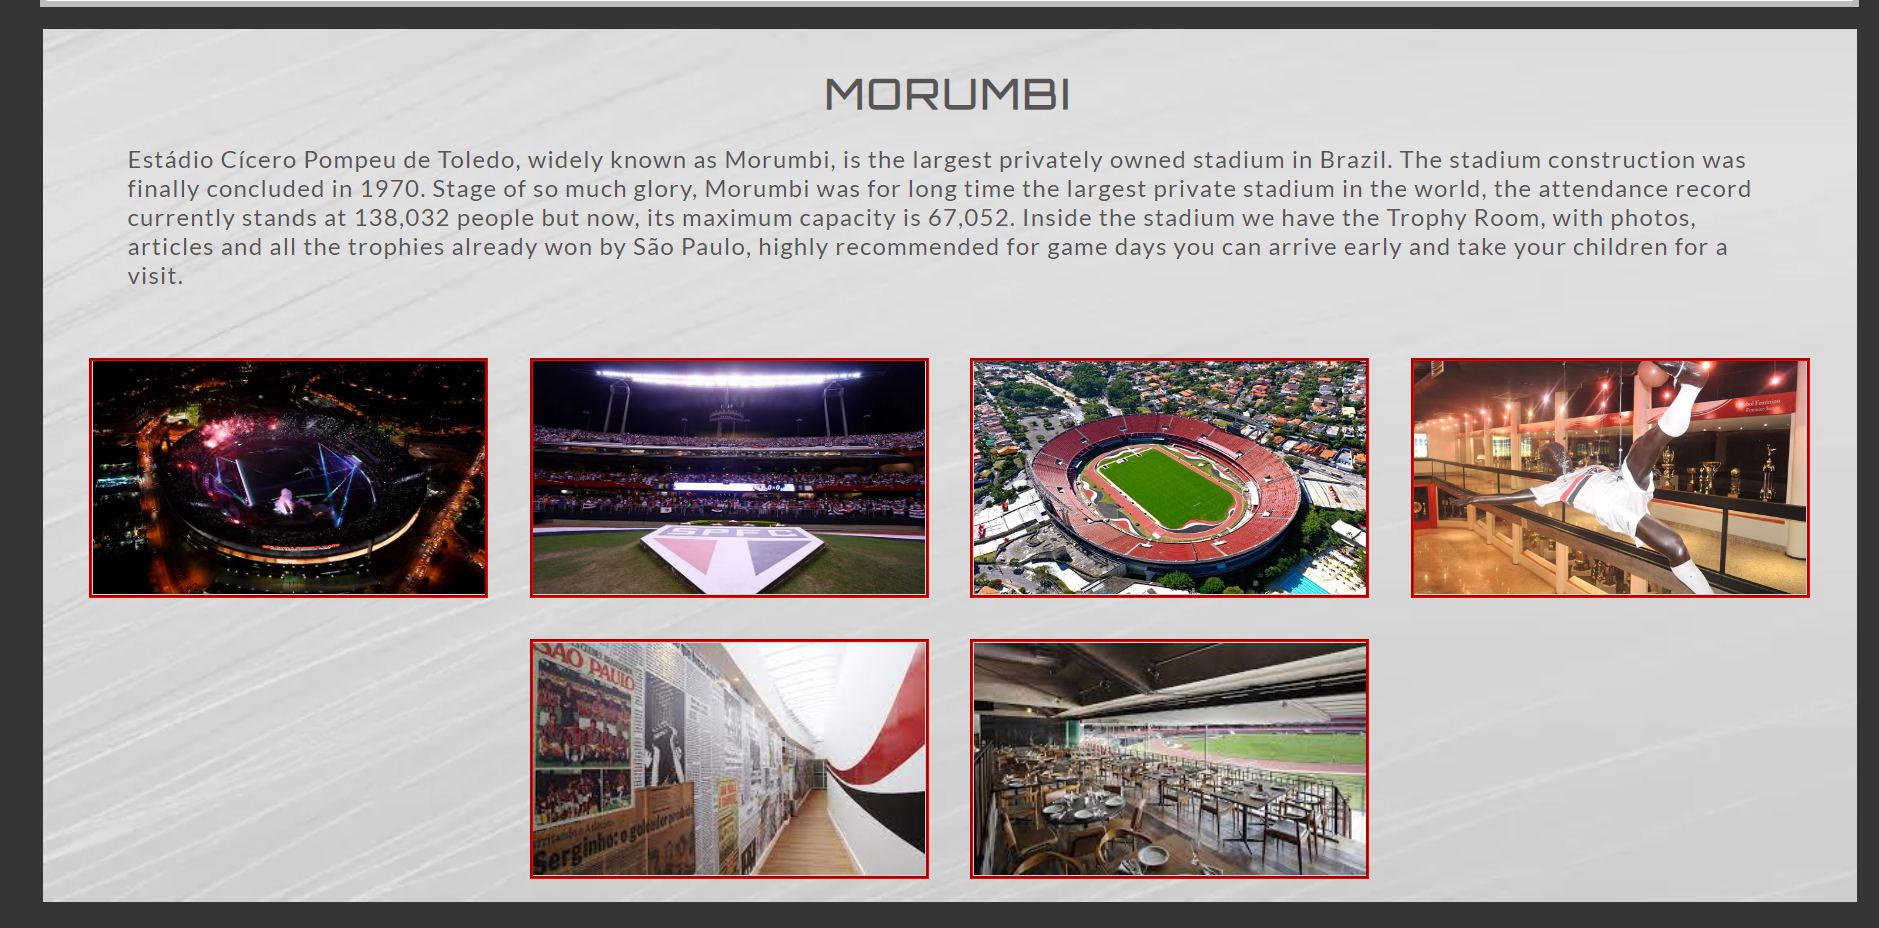 MORUMBI
Estádio Cícero Pompeu de Toledo, widely known as Morumbi, is the largest privately owned stadium in Brazil. The stadium construction was
finally concluded in 1970. Stage of so much glory, Morumbi was for long time the largest private stadium in the world, the attendance record
currently stands at 138,032 people but now, its maximum capacity is 67,052. Inside the stadium we have the Trophy Room, with photos,
articles and all the trophies already won by São Paulo, highly recommended for game days you can arrive early and take your children for a
visit.
SPFC
SÃO PAULO
Serginho: o goleador